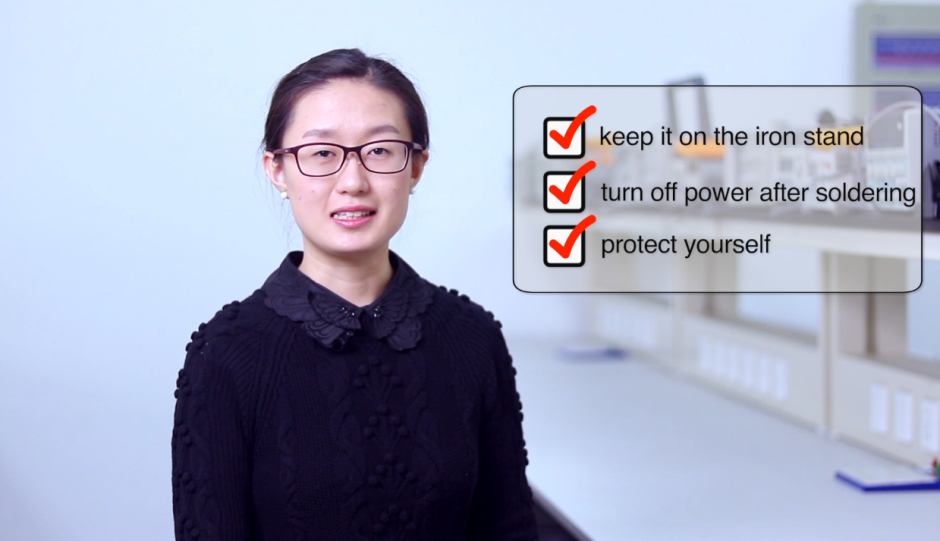 keep it on the iron stand
turn off power after soldering
protect yourself